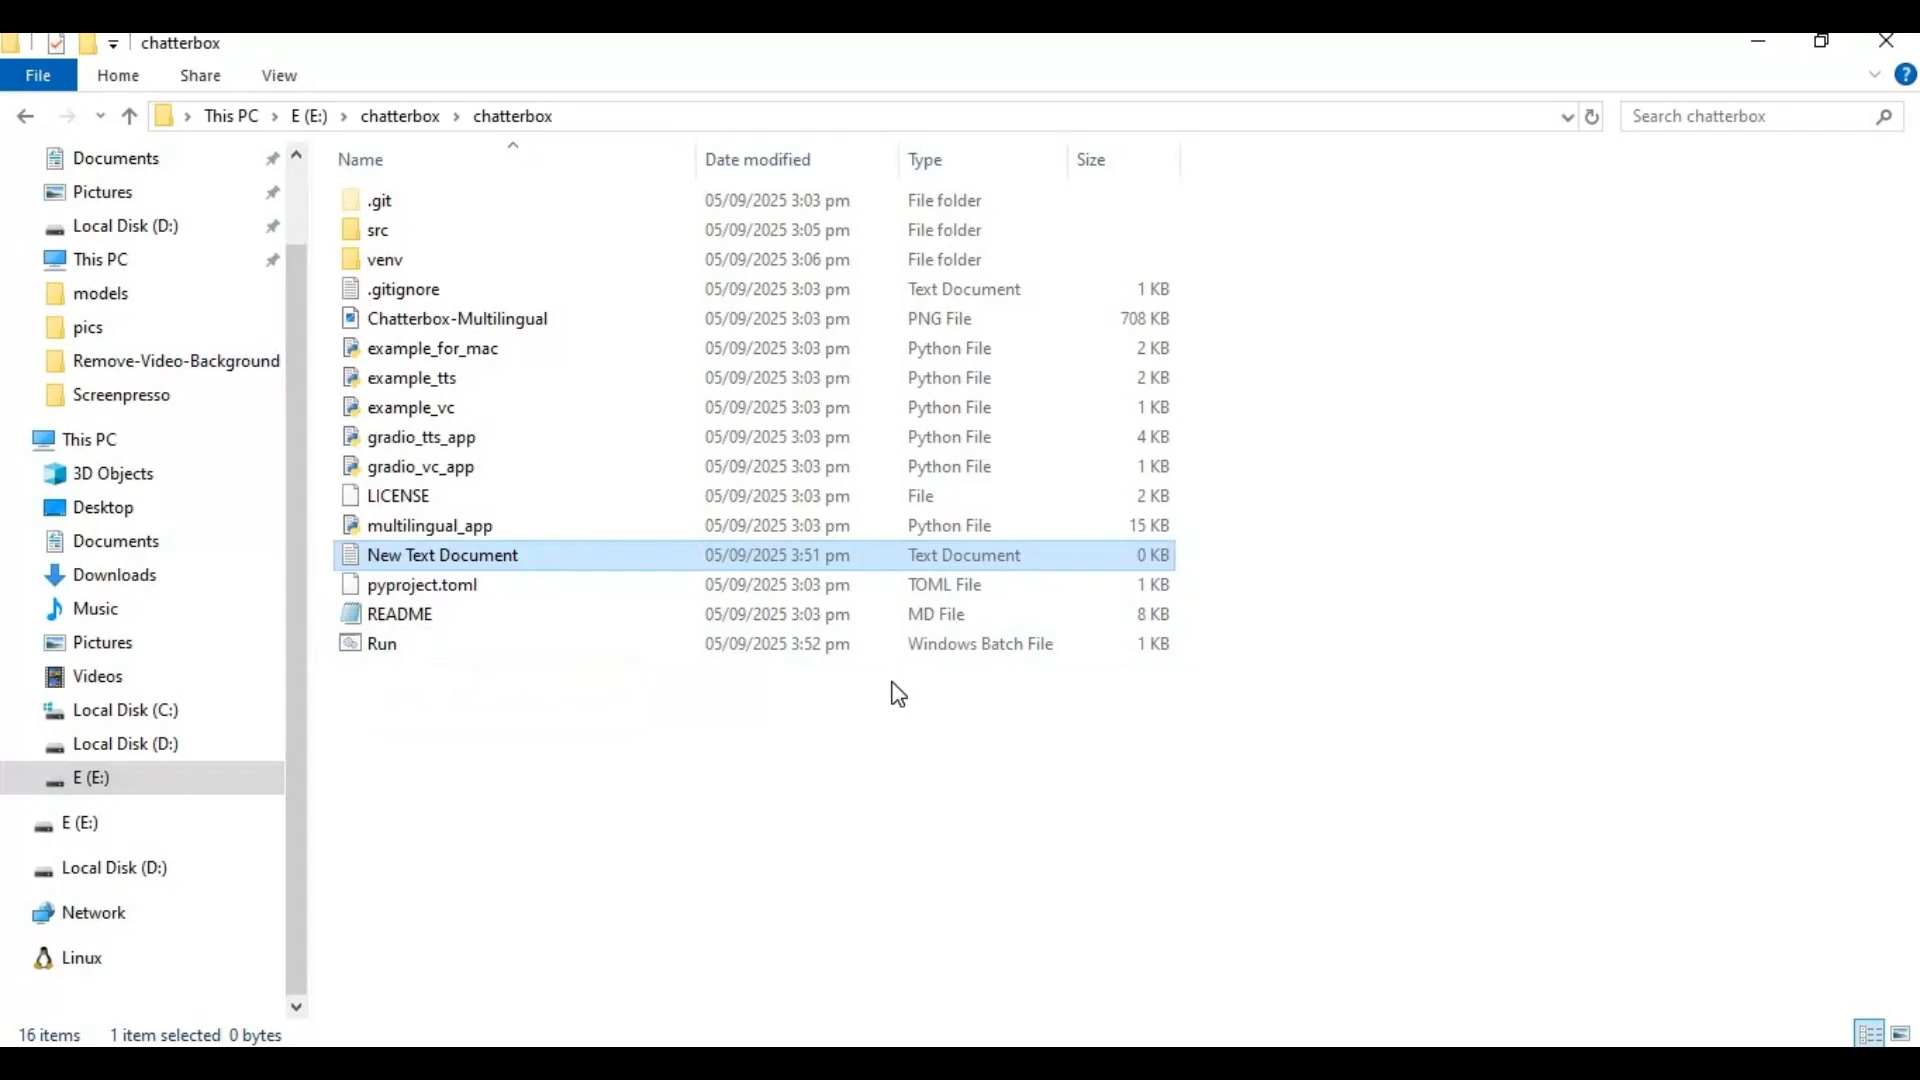 chatterbox
File Home Share View
This PC E (E:) chatterbox chatterbox Search chatterbox
Documents
Pictures
Local Disk (D:)
This PC
models
pics
Remove-Video-Background
Screenpresso
This PC
3D Objects
Desktop
Documents
Downloads
Music
Pictures
Videos
Local Disk (C:)
Local Disk (D:)
E (E:)
E (E:)
Local Disk (D:)
Network
Linux
Name Date modified Type Size
.git 05/09/2025 3:03 pm File folder
src 05/09/2025 3:05 pm File folder
venv 05/09/2025 3:06 pm File folder
.gitignore 05/09/2025 3:03 pm Text Document 1 KB
Chatterbox-Multilingual 05/09/2025 3:03 pm PNG File 708 KB
example_for_mac 05/09/2025 3:03 pm Python File 2 KB
example_tts 05/09/2025 3:03 pm Python File 2 KB
example_vc 05/09/2025 3:03 pm Python File 1 KB
gradio_tts_app 05/09/2025 3:03 pm Python File 4 KB
gradio_vc_app 05/09/2025 3:03 pm Python File 1 KB
LICENSE 05/09/2025 3:03 pm File 2 KB
multilingual_app 05/09/2025 3:03 pm Python File 15 KB
New Text Document 05/09/2025 3:51 pm Text Document 0 KB
pyproject.toml 05/09/2025 3:03 pm TOML File 1 KB
README 05/09/2025 3:03 pm MD File 8 KB
Run 05/09/2025 3:52 pm Windows Batch File 1 KB
16 items 1 item selected 0 bytes